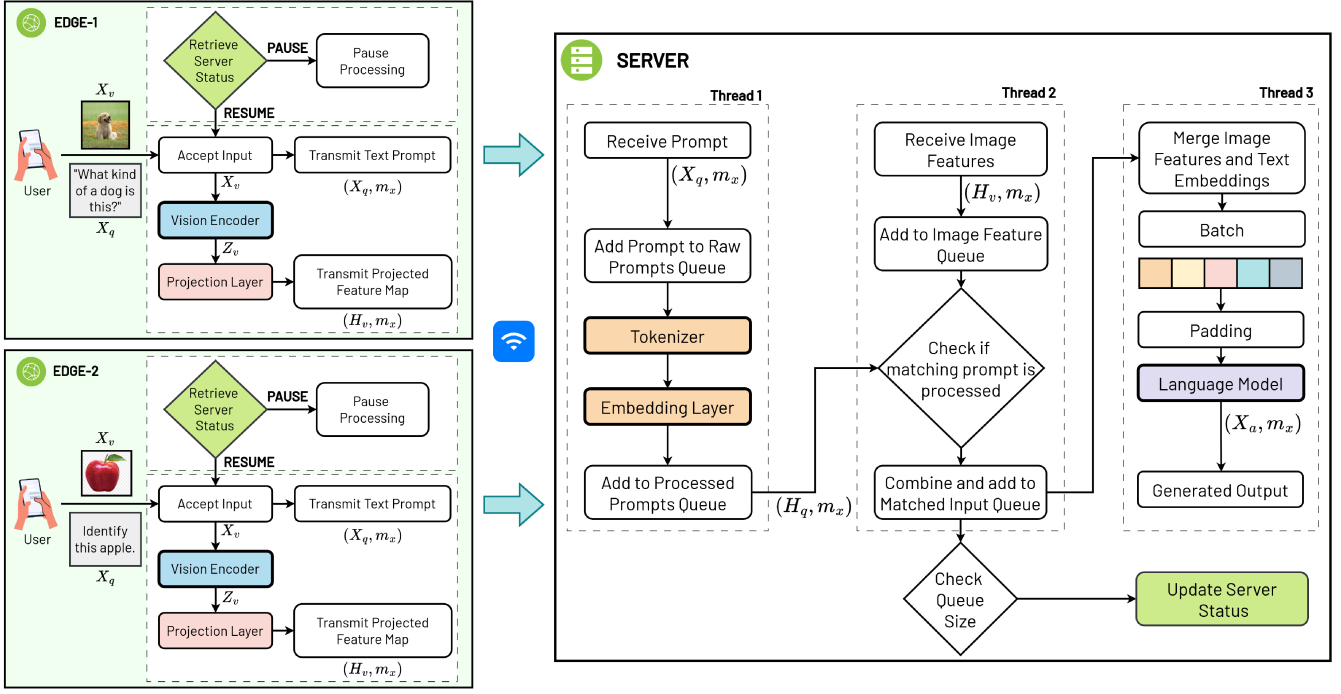 EDGE-1
Retrieve
Server
Status
PAUSE
Pause
Processing
RESUME
X_v
User
"What kind
of a dog is
this?"
X_q
Accept Input
Transmit Text Prompt
(X_q, m_x)
X_v
Vision Encoder
Z_v
Projection Layer
Transmit Projected
Feature Map
(H_v, m_x)
EDGE-2
Retrieve
Server
Status
PAUSE
Pause
Processing
RESUME
X_v
User
Identify
this apple.
X_q
Accept Input
Transmit Text Prompt
(X_q, m_x)
X_v
Vision Encoder
Z_v
Projection Layer
Transmit Projected
Feature Map
(H_v, m_x)
SERVER
Thread 1
Receive Prompt
(X_q, m_x)
Add Prompt to Raw
Prompts Queue
Tokenizer
Embedding Layer
Add to Processed
Prompts Queue
(H_q, m_x)
Thread 2
Receive Image
Features
(H_v, m_x)
Add to Image Feature
Queue
Check if
matching prompt is
processed
Combine and add to
Matched Input Queue
Check
Queue
Size
Update Server
Status
Thread 3
Merge Image
Features and Text
Embeddings
Batch
Padding
Language Model
(X_a, m_x)
Generated Output